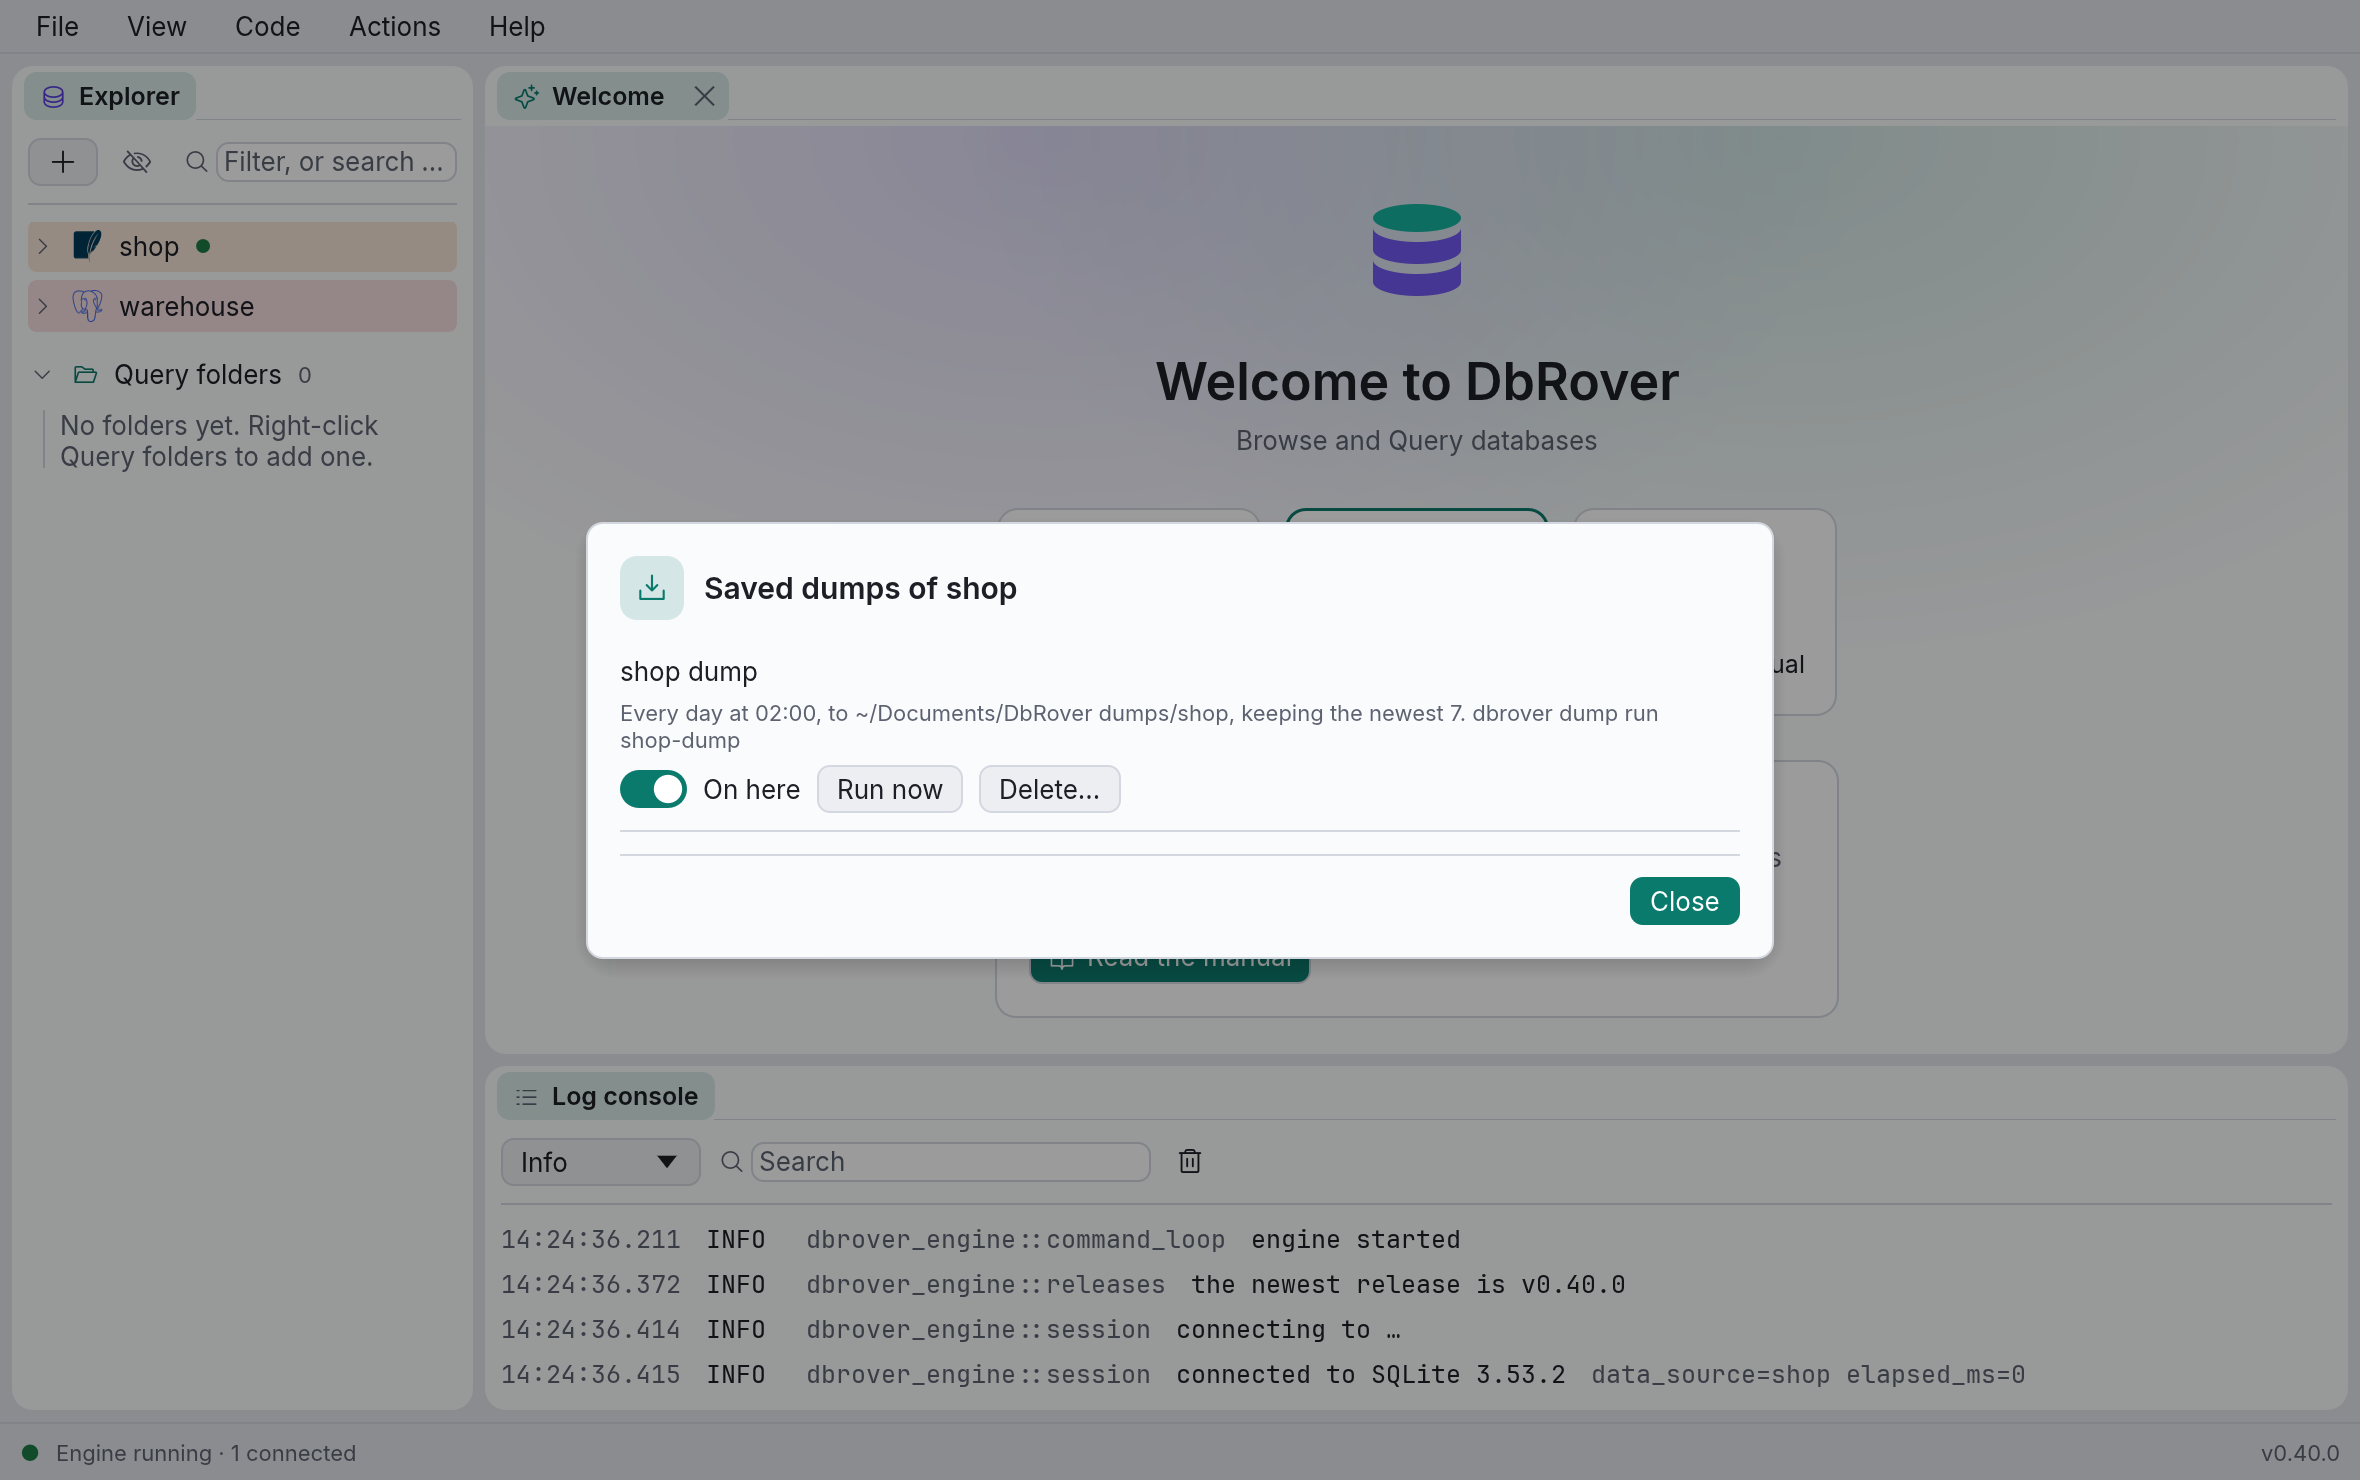 File View Code Actions Help
Explorer
Filter, or search ...
shop
warehouse
Query folders 0
No folders yet. Right-click
Query folders to add one.
Welcome
Welcome to DbRover
Browse and Query databases
Saved dumps of shop
shop dump
Every day at 02:00, to ~/Documents/DbRover dumps/shop, keeping the newest 7. dbrover dump run
shop-dump
On here Run now Delete...
Close
Read the manual
Log console
Info Search
14:24:36.211 INFO dbrover_engine::command_loop engine started
14:24:36.372 INFO dbrover_engine::releases the newest release is v0.40.0
14:24:36.414 INFO dbrover_engine::session connecting to …
14:24:36.415 INFO dbrover_engine::session connected to SQLite 3.53.2 data_source=shop elapsed_ms=0
Engine running · 1 connected
v0.40.0